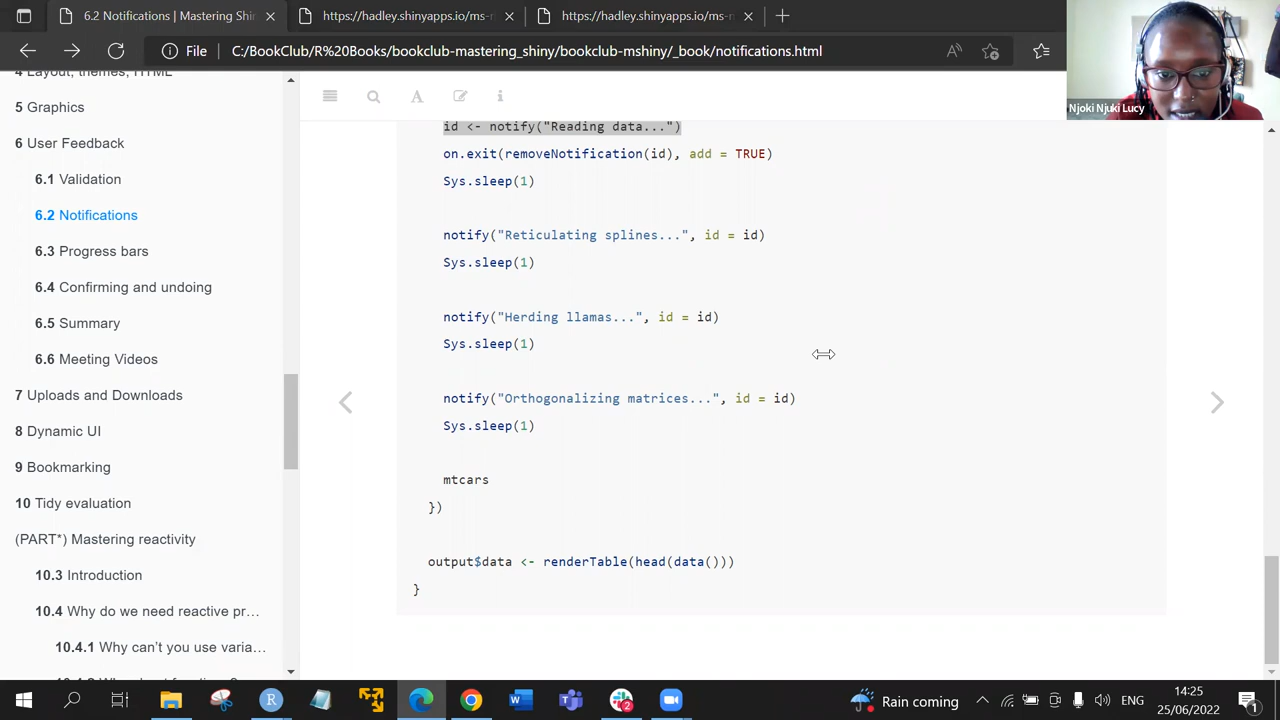 6.2 Notifications | Mastering Shi
https://hadley.shinyapps.io/ms-r
https://hadley.shinyapps.io/ms-m
File
C:/BookClub/R%20Books/bookclub-mastering_shiny/bookclub-mshiny/_book/notifications.html
Njoki Njuki Lucy
4 Layout, themes, HTML
5 Graphics
6 User Feedback
6.1 Validation
6.2 Notifications
6.3 Progress bars
6.4 Confirming and undoing
6.5 Summary
6.6 Meeting Videos
7 Uploads and Downloads
8 Dynamic UI
9 Bookmarking
10 Tidy evaluation
(PART*) Mastering reactivity
10.3 Introduction
10.4 Why do we need reactive pr…
10.4.1 Why can't you use varia…
id <- notify("Reading data...")
on.exit(removeNotification(id), add = TRUE)
Sys.sleep(1)
notify("Reticulating splines...", id = id)
Sys.sleep(1)
notify("Herding llamas...", id = id)
Sys.sleep(1)
notify("Orthogonalizing matrices...", id = id)
Sys.sleep(1)
mtcars
})
output$data <- renderTable(head(data()))
}
Rain coming
ENG
14:25
25/06/2022